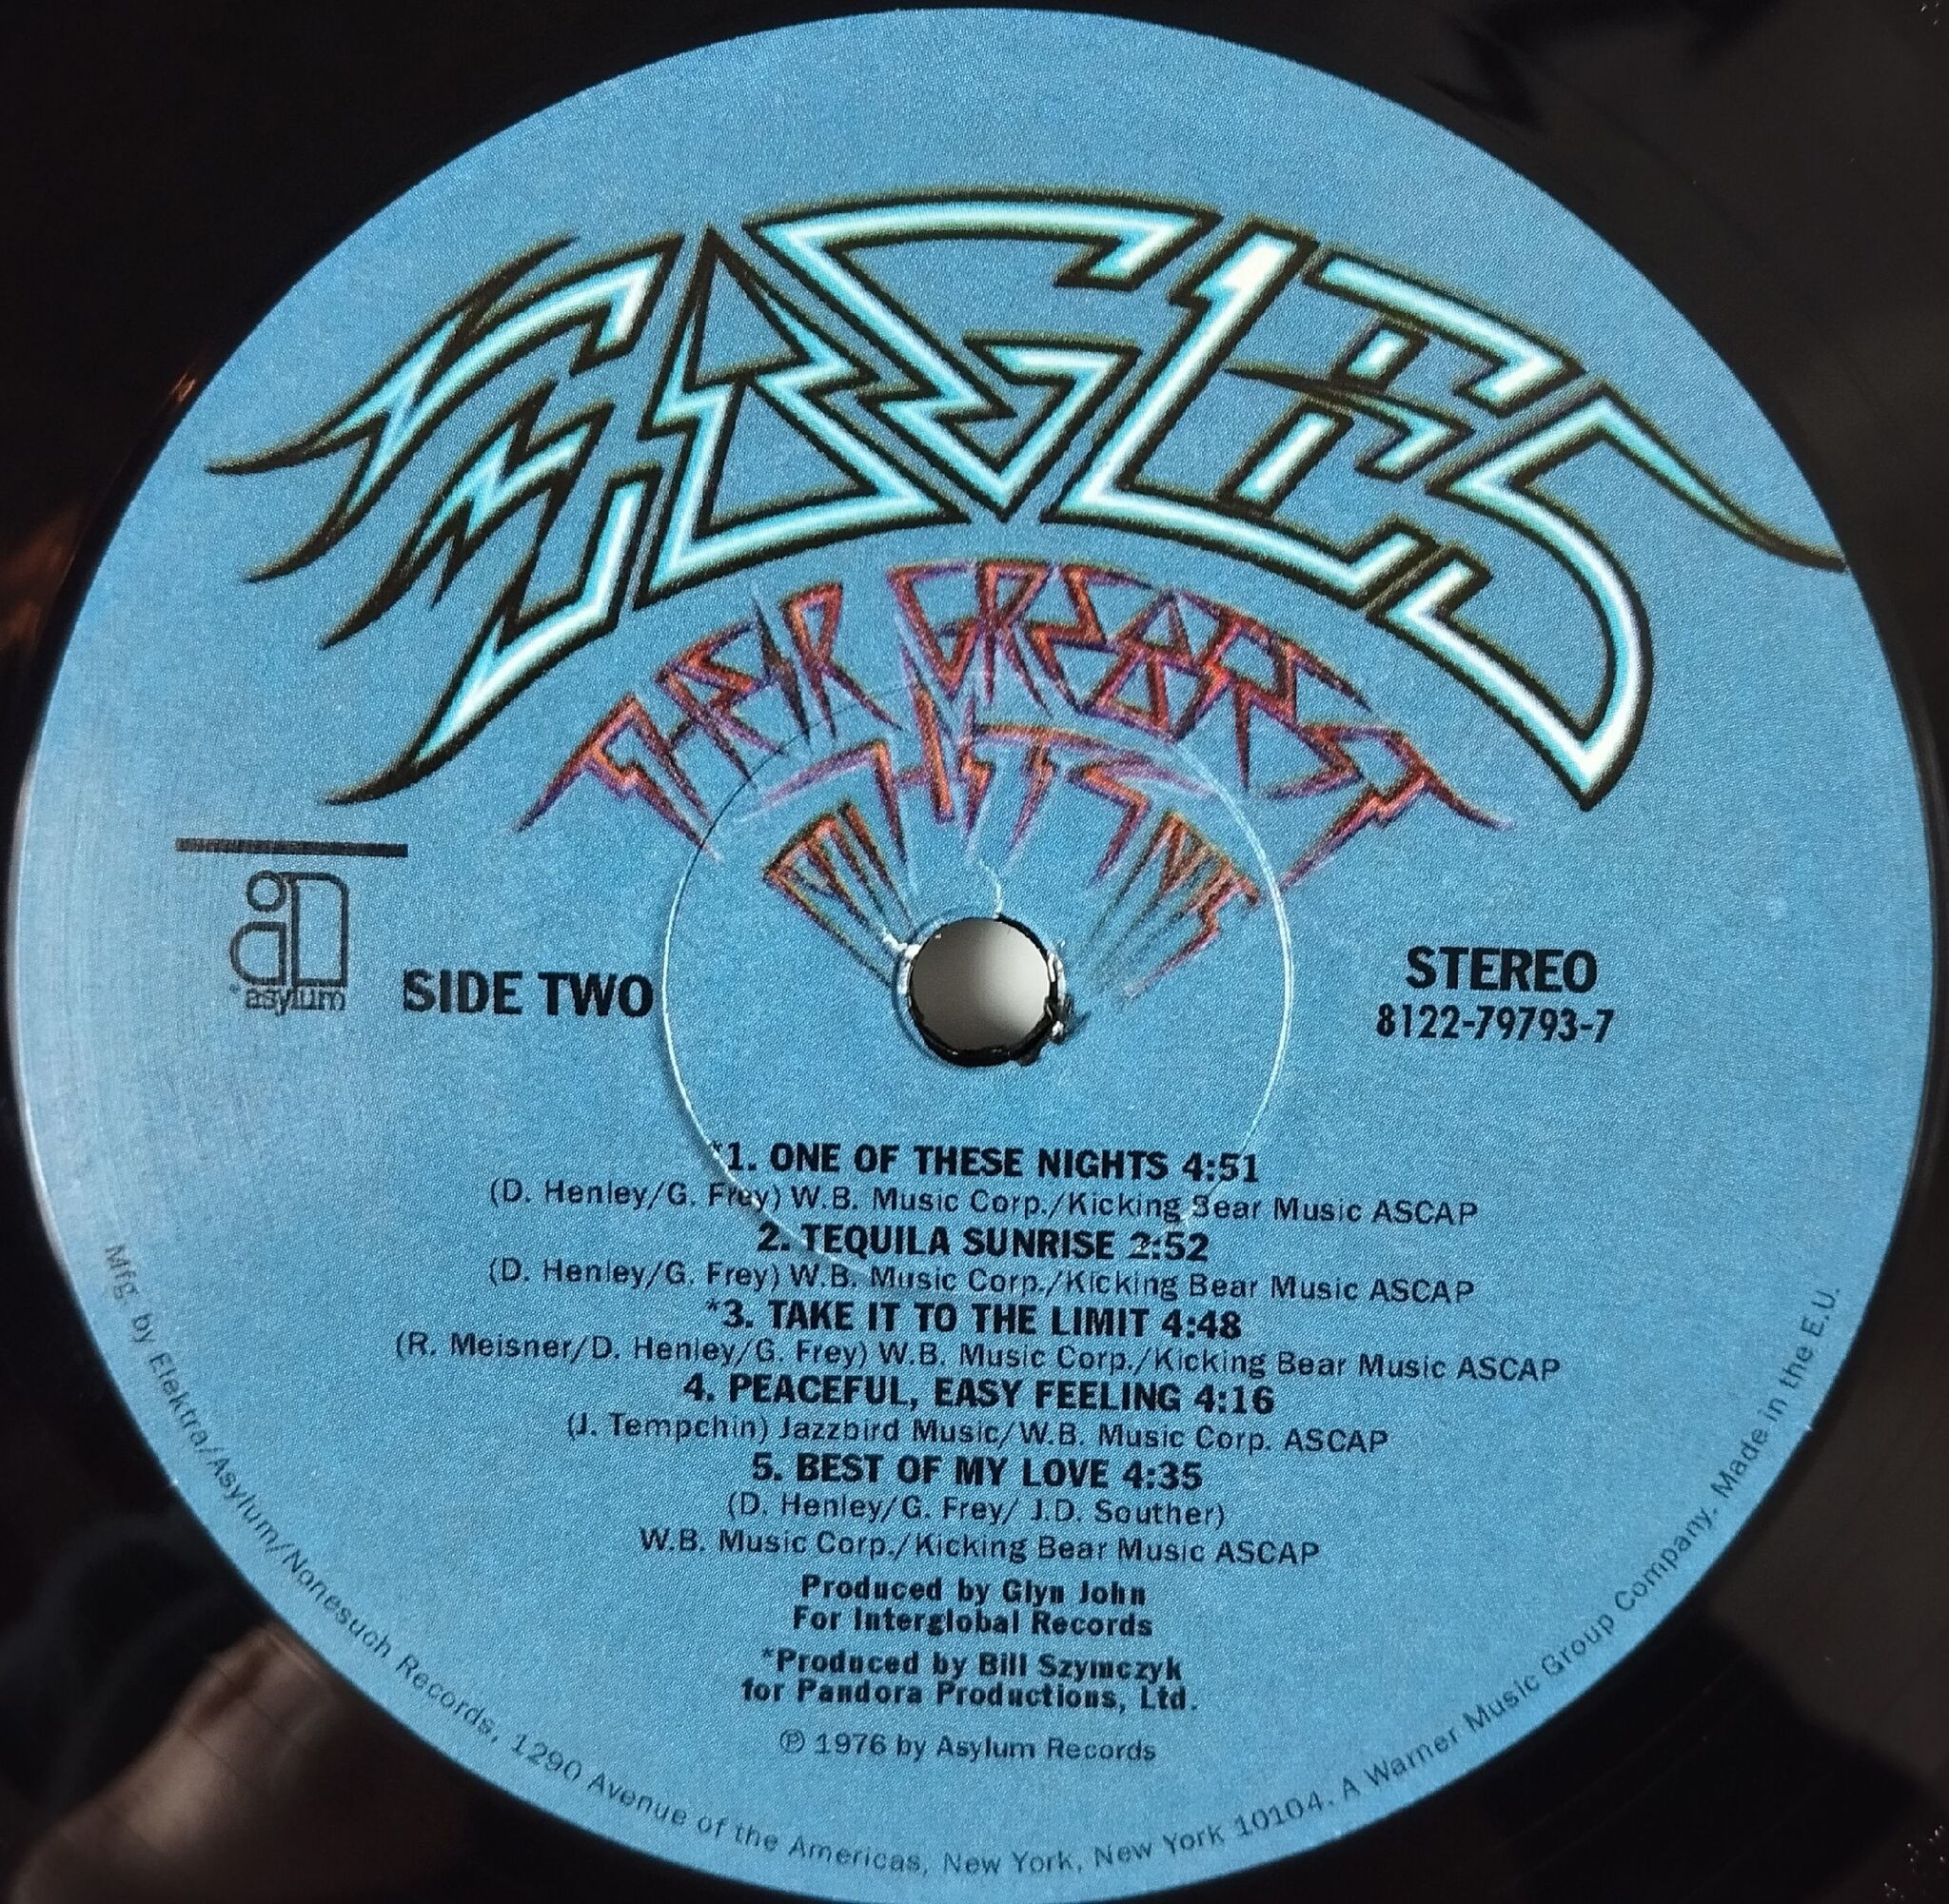 EAGLES
THEIR GREATEST
HITS
asylum
SIDE TWO
STEREO
8122-79793-7
*1. ONE OF THESE NIGHTS 4:51
(D. Henley/G. Frey) W.B. Music Corp./Kicking Bear Music ASCAP
2. TEQUILA SUNRISE 2:52
(D. Henley/G. Frey) W.B. Music Corp./Kicking Bear Music ASCAP
*3. TAKE IT TO THE LIMIT 4:48
(R. Meisner/D. Henley/G. Frey) W.B. Music Corp./Kicking Bear Music ASCAP
4. PEACEFUL, EASY FEELING 4:16
(J. Tempchin) Jazzbird Music/W.B. Music Corp. ASCAP
5. BEST OF MY LOVE 4:35
(D. Henley/G. Frey/ J.D. Souther)
W.B. Music Corp./Kicking Bear Music ASCAP
Produced by Glyn John
For Interglobal Records
*Produced by Bill Szymczyk
for Pandora Productions, Ltd.
℗ 1976 by Asylum Records
Mfg. by Elektra/Asylum/Nonesuch Records, 1290 Avenue of the Americas, New York, New York 10104. A Warner Music Group Company. Made in the E.U.